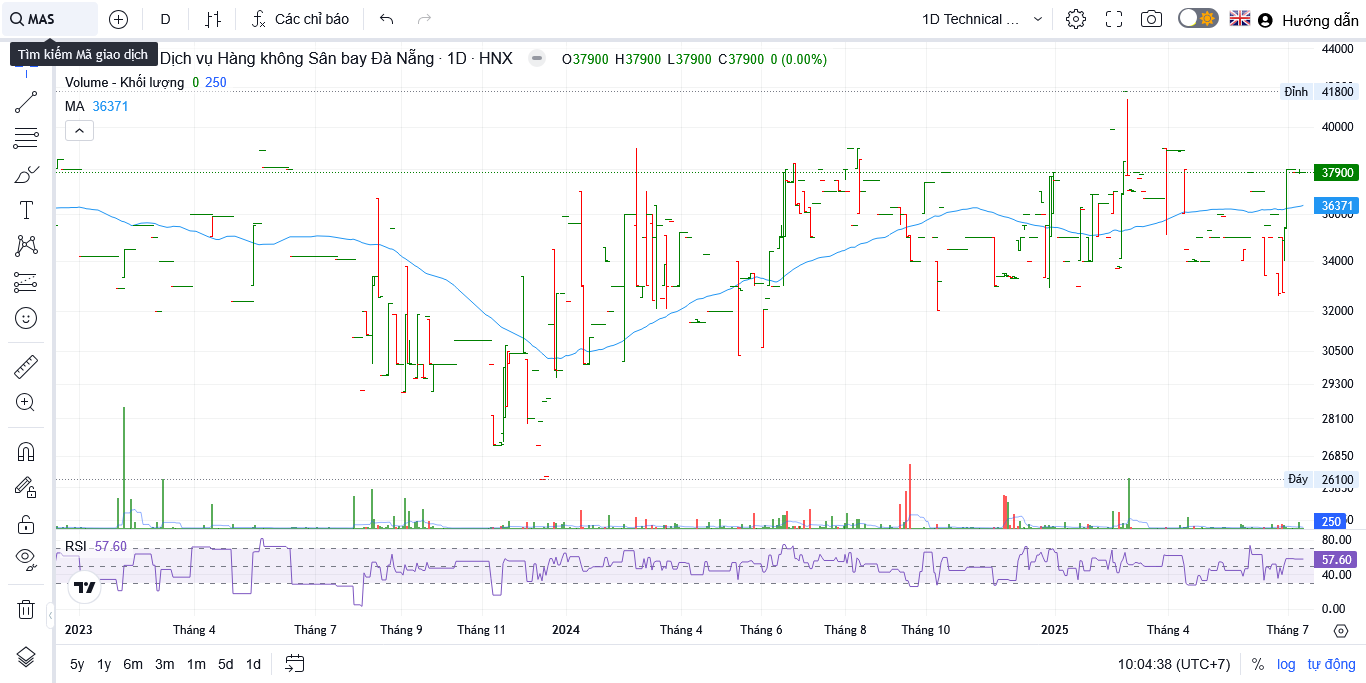 MAS
D
Các chỉ báo
1D Technical ...
Hướng dẫn
Tìm kiếm Mã giao dịch
Dịch vụ Hàng không Sân bay Đà Nẵng · 1D · HNX
O37900 H37900 L37900 C37900 0 (0.00%)
Volume - Khối lượng 0 250
MA 36371
44000
Đỉnh 41800
40000
37900
36371
36000
34000
32000
30500
29300
28100
26850
Đáy 26100
250
RSI 57.60
80.00
57.60
40.00
0.00
2023 Tháng 4 Tháng 7 Tháng 9 Tháng 11 2024 Tháng 4 Tháng 6 Tháng 8 Tháng 10 2025 Tháng 4 Tháng 7
5y 1y 6m 3m 1m 5d 1d
10:04:38 (UTC+7) % log tự động